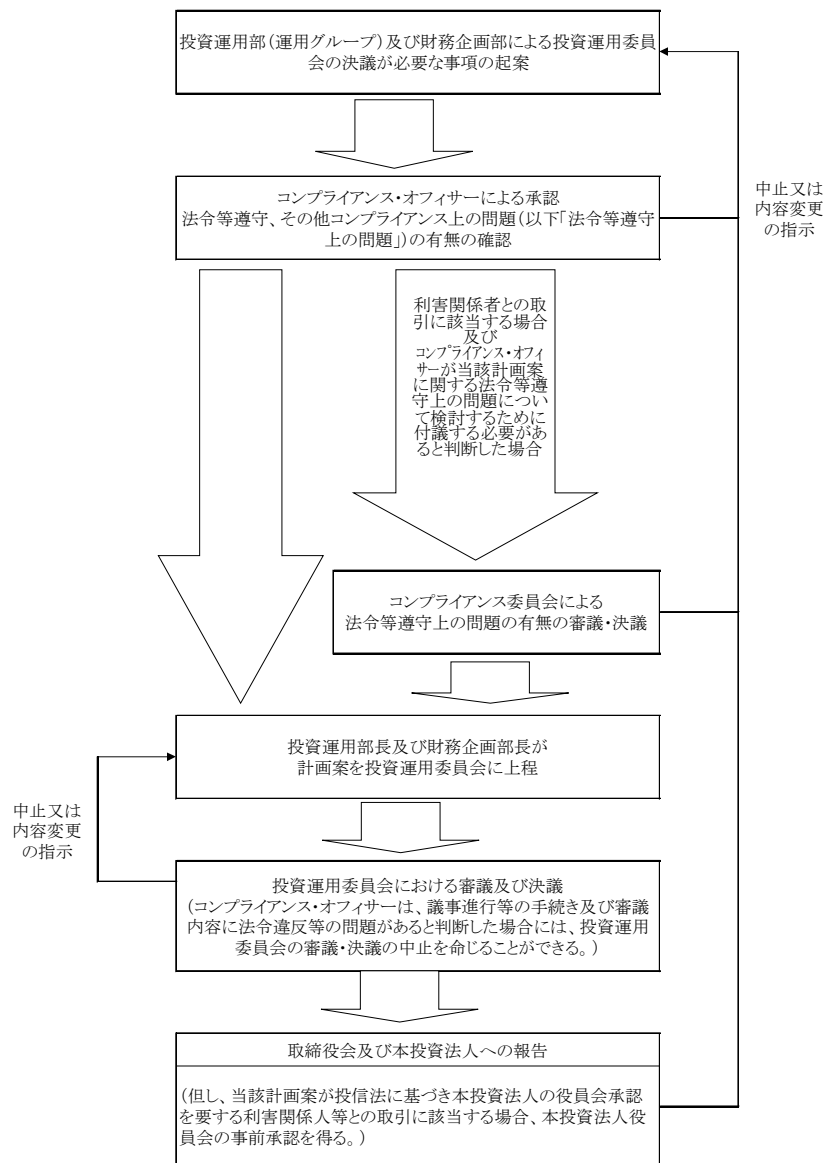 投資運用部(運用グループ)及び財務企画部による投資運用委員
会の決議が必要な事項の起案
コンプライアンス・オフィサーによる承認
法令等遵守、その他コンプライアンス上の問題(以下「法令等遵守
上の問題」)の有無の確認
中止又は
内容変更
の指示
利害関係者との取
引に該当する場合
及び
コンプライアンス・オフィ
サーが当該計画案
に関する法令等遵
守上の問題につい
て検討するために
付議する必要があ
ると判断した場合
コンプライアンス委員会による
法令等遵守上の問題の有無の審議・決議
投資運用部長及び財務企画部長が
計画案を投資運用委員会に上程
中止又は
内容変更
の指示
投資運用委員会における審議及び決議
(コンプライアンス・オフィサーは、議事進行等の手続き及び審議
内容に法令違反等の問題があると判断した場合には、投資運用
委員会の審議・決議の中止を命じることができる。)
取締役会及び本投資法人への報告
(但し、当該計画案が投信法に基づき本投資法人の役員会承認
を要する利害関係人等との取引に該当する場合、本投資法人役
員会の事前承認を得る。)